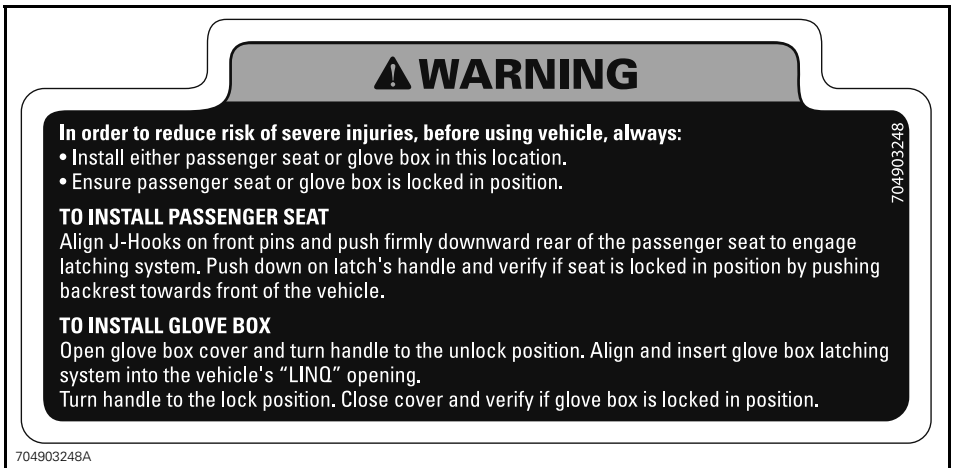 WARNING
In order to reduce risk of severe injuries, before using vehicle, always:
• Install either passenger seat or glove box in this location.
• Ensure passenger seat or glove box is locked in position.
704903248
TO INSTALL PASSENGER SEAT
Align J-Hooks on front pins and push firmly downward rear of the passenger seat to engage
latching system. Push down on latch's handle and verify if seat is locked in position by pushing
backrest towards front of the vehicle.
TO INSTALL GLOVE BOX
Open glove box cover and turn handle to the unlock position. Align and insert glove box latching
system into the vehicle's “LINQ” opening.
Turn handle to the lock position. Close cover and verify if glove box is locked in position.
704903248A